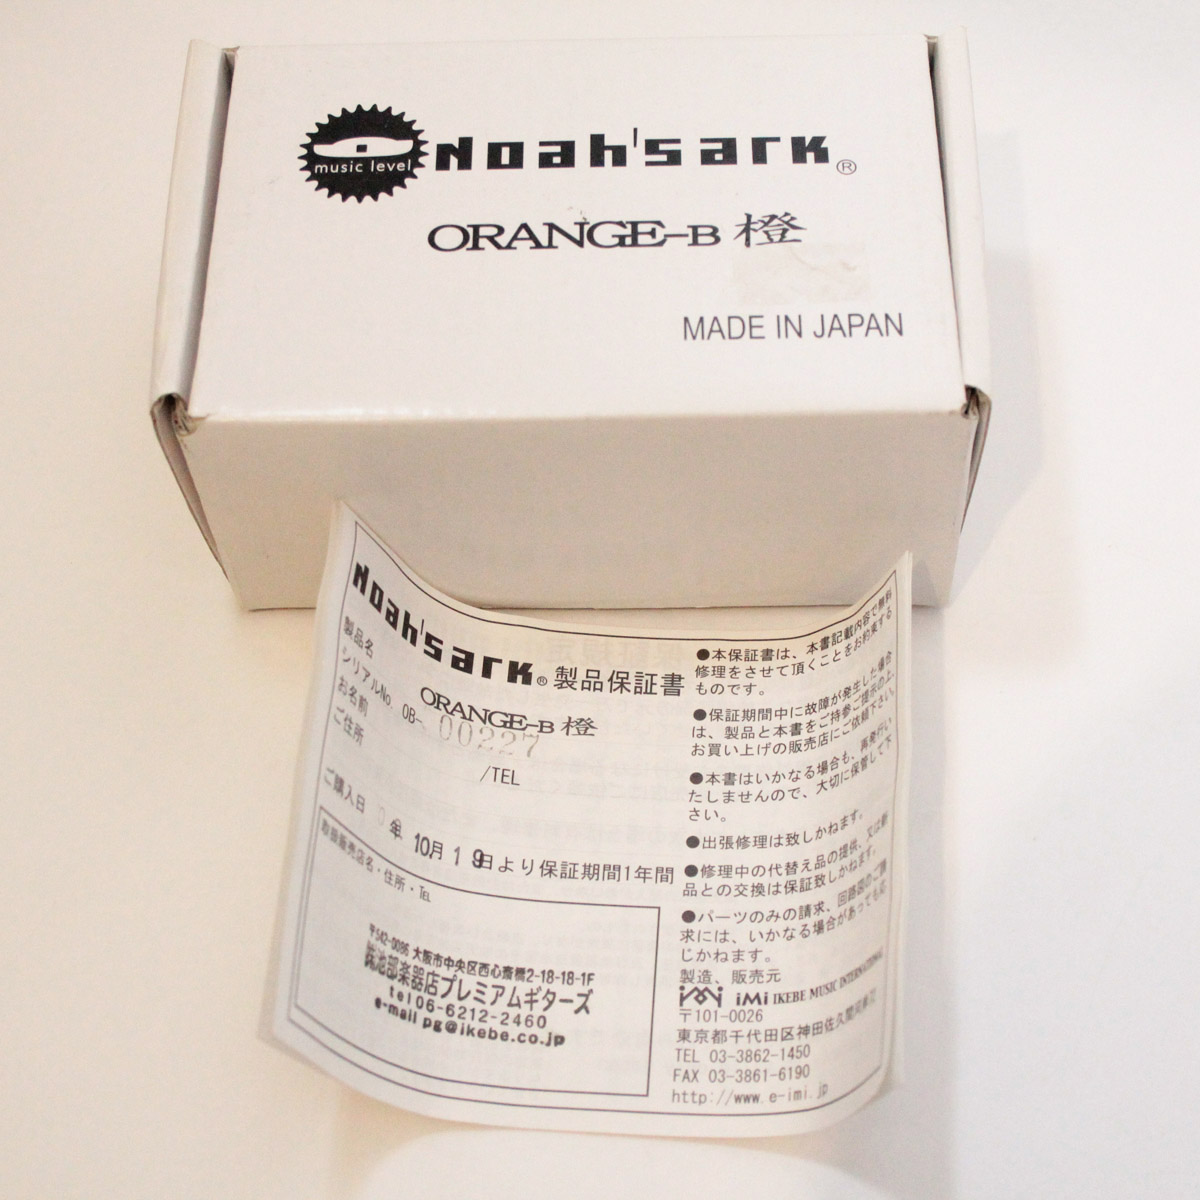 music level
Noah'sark®
ORANGE-B 橙
MADE IN JAPAN
Noah'sark® 製品保証書
製品名 ORANGE-B 橙
シリアルNo. OB- 00227
お名前
ご住所 /TEL
ご購入日 年 10月 19日より保証期間1年間
取扱販売店名・住所・TEL
〒542-0086 大阪市中央区西心斎橋2-18-18-1F
㈱池部楽器店プレミアムギターズ
tel 06-6212-2460
e-mail pg@ikebe.co.jp
●本保証書は、本書記載内容で無料
修理をさせて頂くことをお約束する
ものです。
●保証期間中に故障が発生した場合
は、製品と本書をご持参ご提示の上、
お買い上げの販売店にご依頼下さい。
●本書はいかなる場合も、再発行い
たしませんので、大切に保管して下
さい。
●出張修理は致しかねます。
●修理中の代替え品の提供、又は新
品との交換は保証致しかねます。
●パーツのみの請求、回路図のご請
求には、いかなる場合があっても応
じかねます。
製造、販売元
imi iMi IKEBE MUSIC INTERNATIONAL
〒101-0026
東京都千代田区神田佐久間河岸
TEL 03-3862-1450
FAX 03-3861-6190
http://www.e-imi.jp